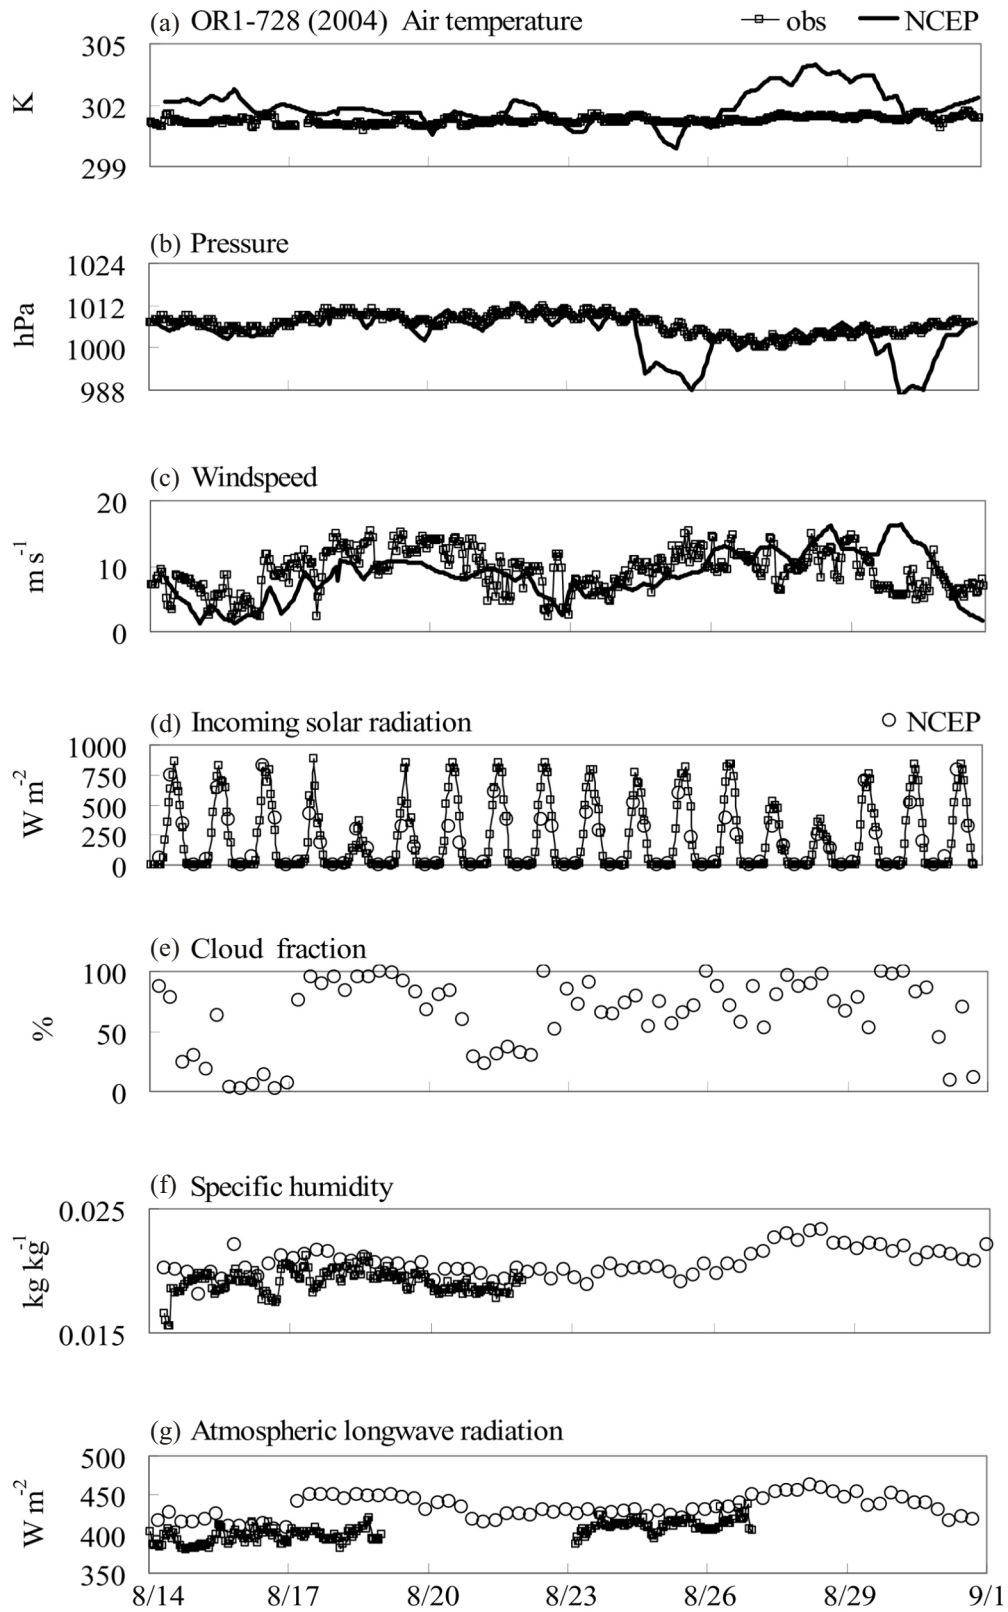 (a) OR1-728 (2004) Air temperature obs NCEP
305
302
299
K
(b) Pressure
1024
1012
1000
988
hPa
(c) Windspeed
20
10
0
m s-1
(d) Incoming solar radiation NCEP
1000
750
500
250
0
W m-2
(e) Cloud fraction
100
50
0
%
(f) Specific humidity
0.025
0.015
kg kg-1
(g) Atmospheric longwave radiation
500
450
400
350
W m-2
8/14 8/17 8/20 8/23 8/26 8/29 9/1